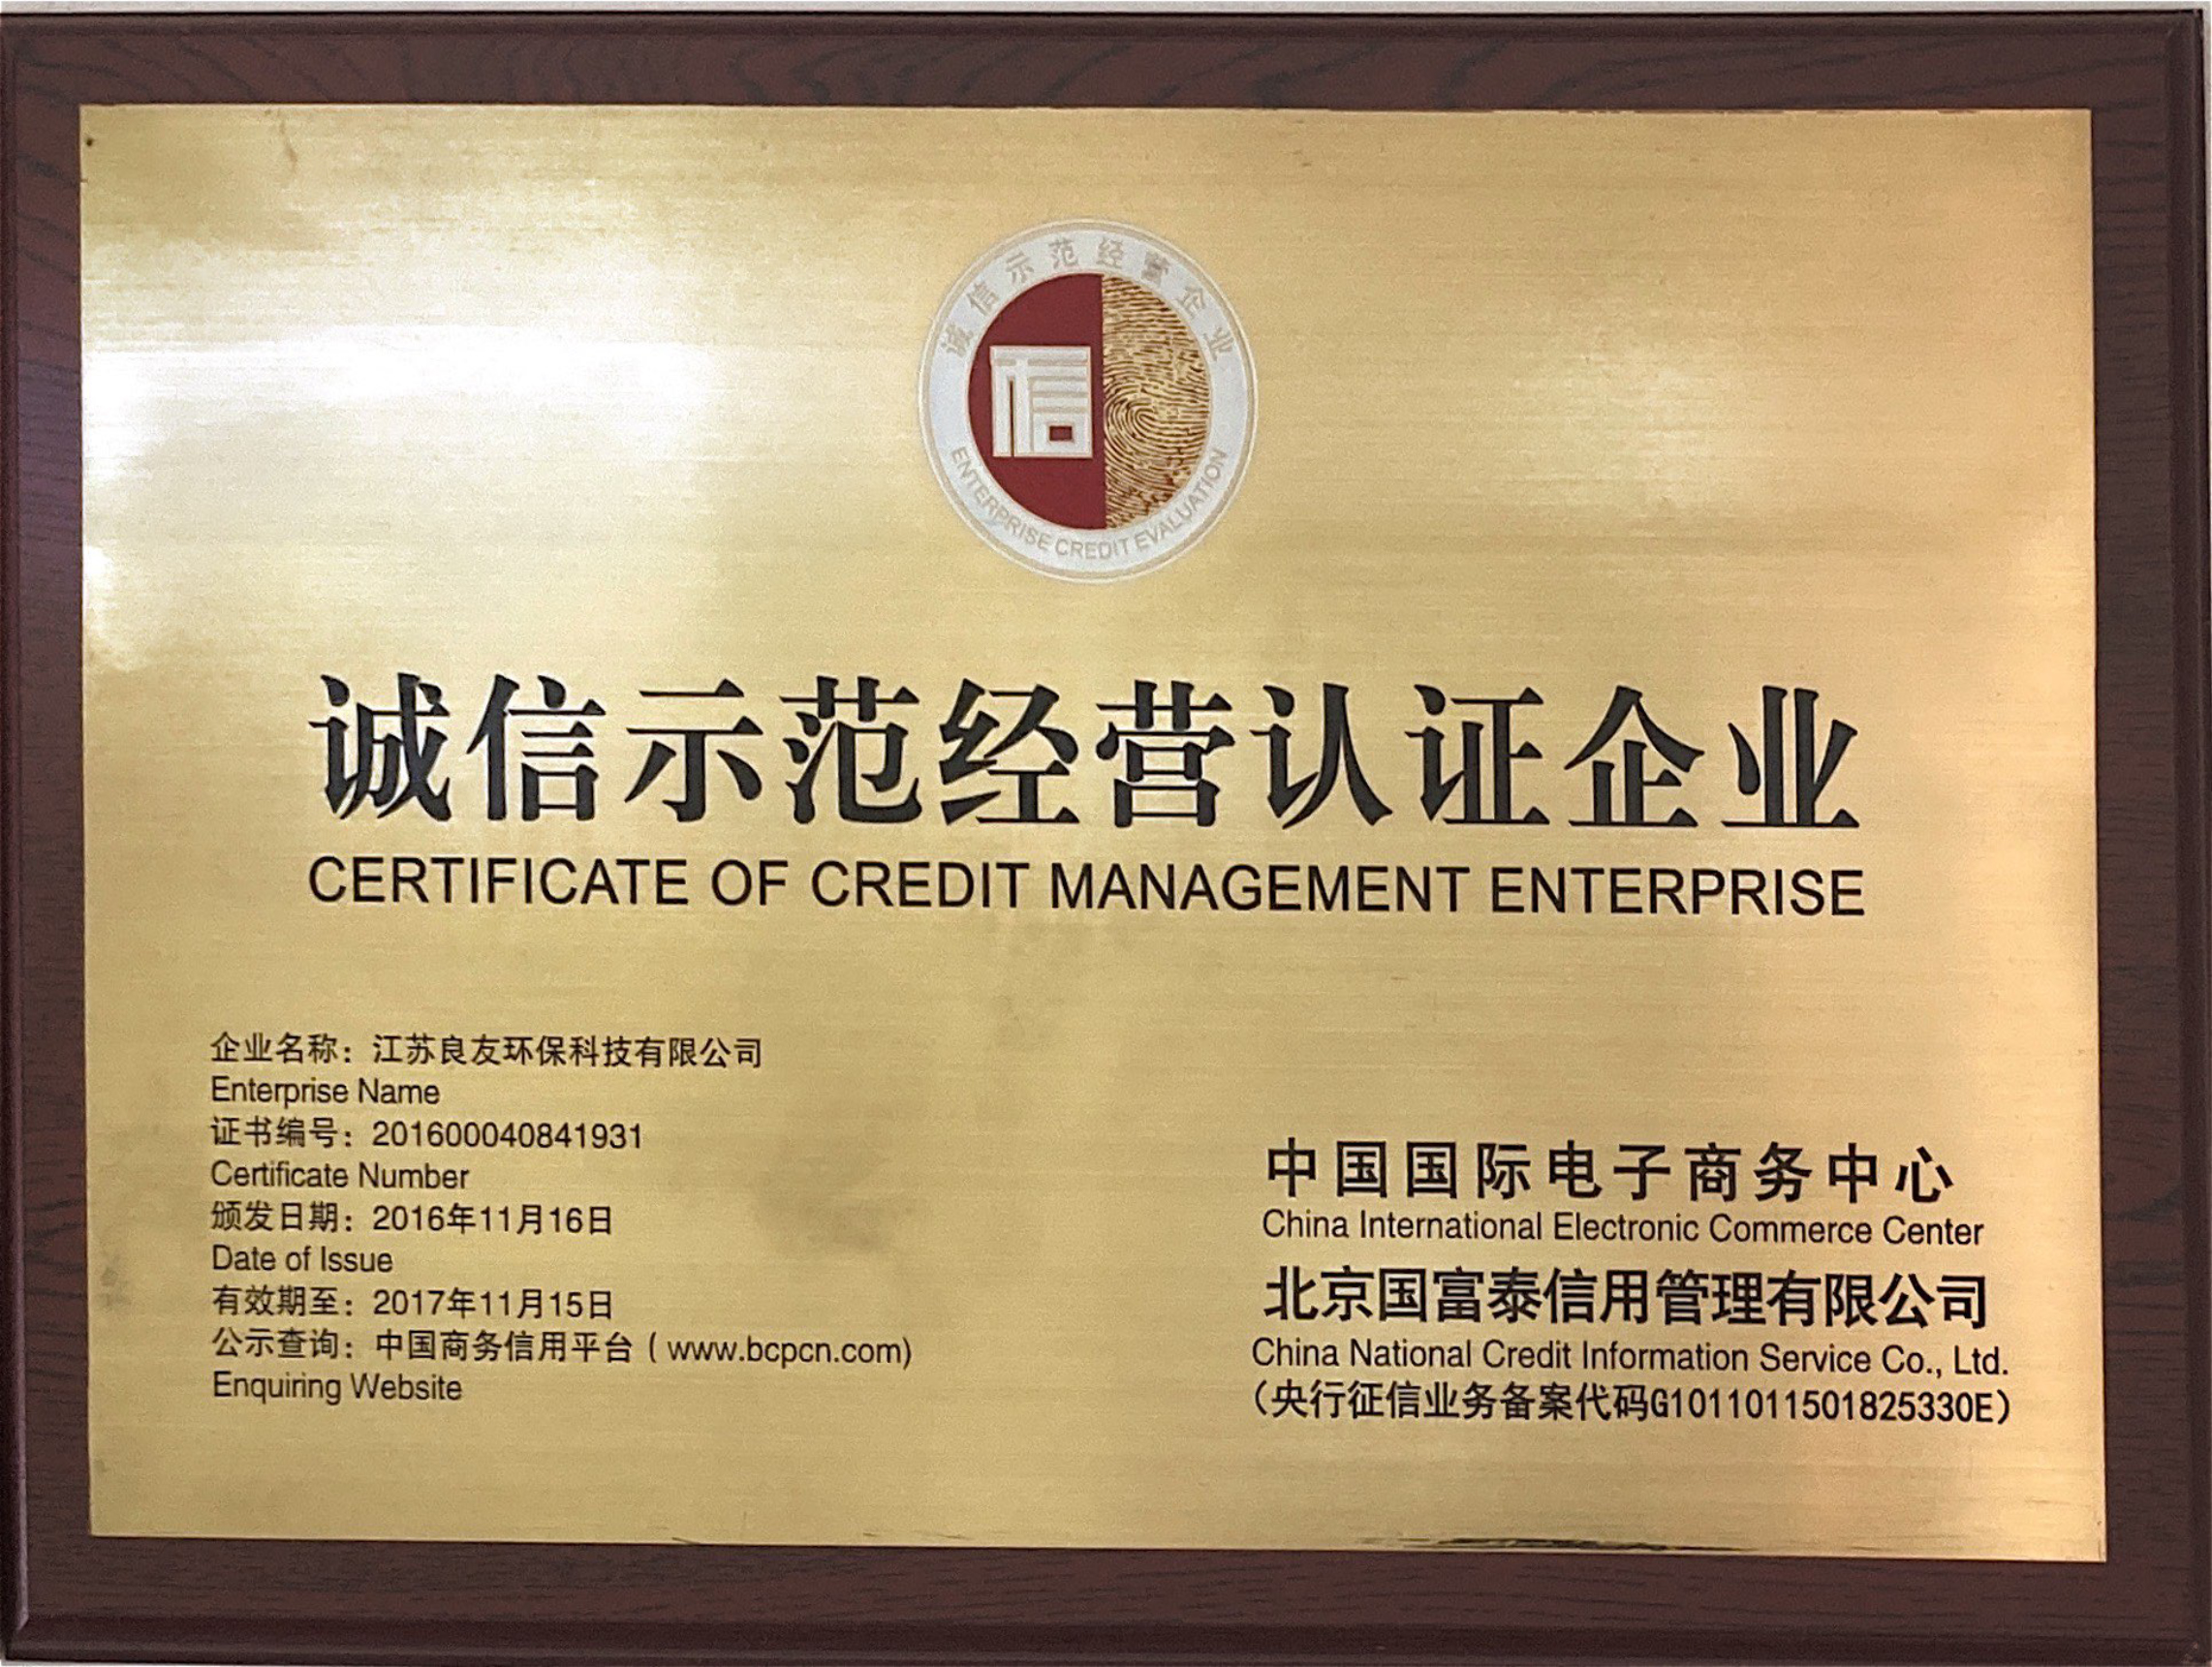 诚信示范经营企业
信
ENTERPRISE CREDIT EVALUATION
诚信示范经营认证企业
CERTIFICATE OF CREDIT MANAGEMENT ENTERPRISE
企业名称：江苏良友环保科技有限公司
Enterprise Name
证书编号：201600040841931
Certificate Number
颁发日期：2016年11月16日
Date of Issue
有效期至：2017年11月15日
公示查询：中国商务信用平台（www.bcpcn.com)
Enquiring Website
中国国际电子商务中心
China International Electronic Commerce Center
北京国富泰信用管理有限公司
China National Credit Information Service Co., Ltd.
（央行征信业务备案代码G1011011501825330E）